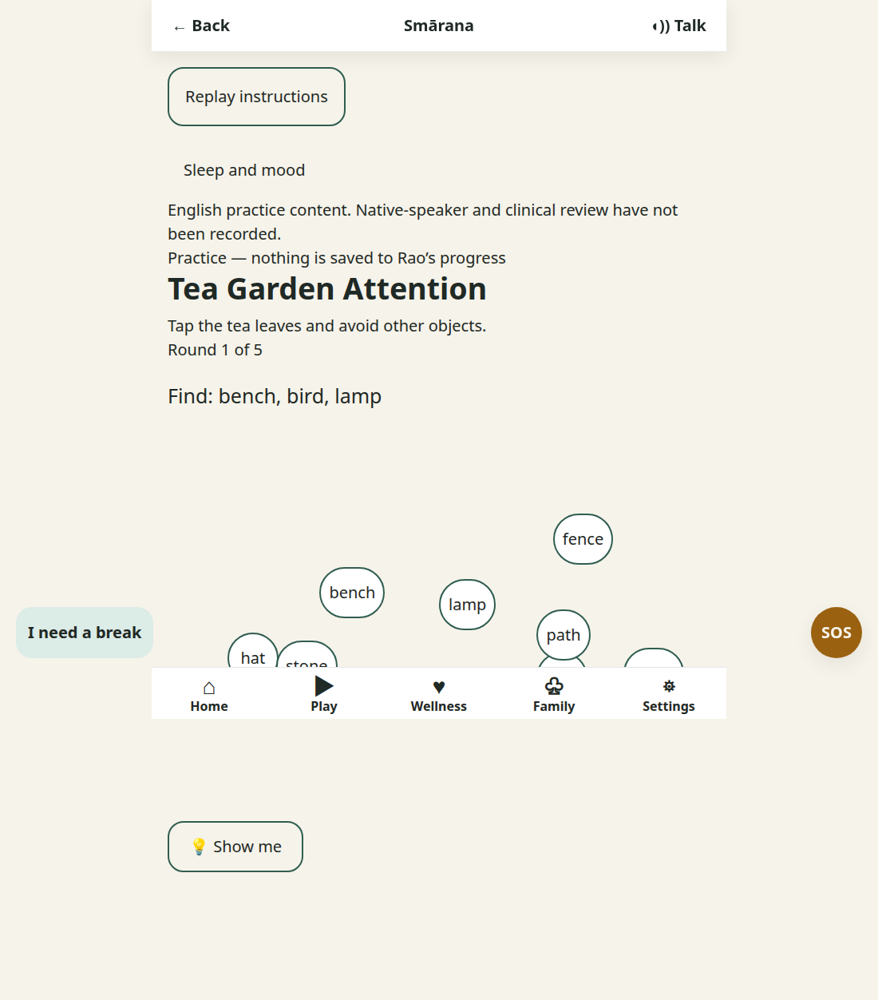 ← Back
Smārana
Talk
Replay instructions
Sleep and mood
English practice content. Native-speaker and clinical review have not
been recorded.
Practice — nothing is saved to Rao’s progress
Tea Garden Attention
Tap the tea leaves and avoid other objects.
Round 1 of 5
Find: bench, bird, lamp
fence
bench
lamp
path
I need a break
SOS
hat
stone
Home
Play
Wellness
Family
Settings
💡 Show me